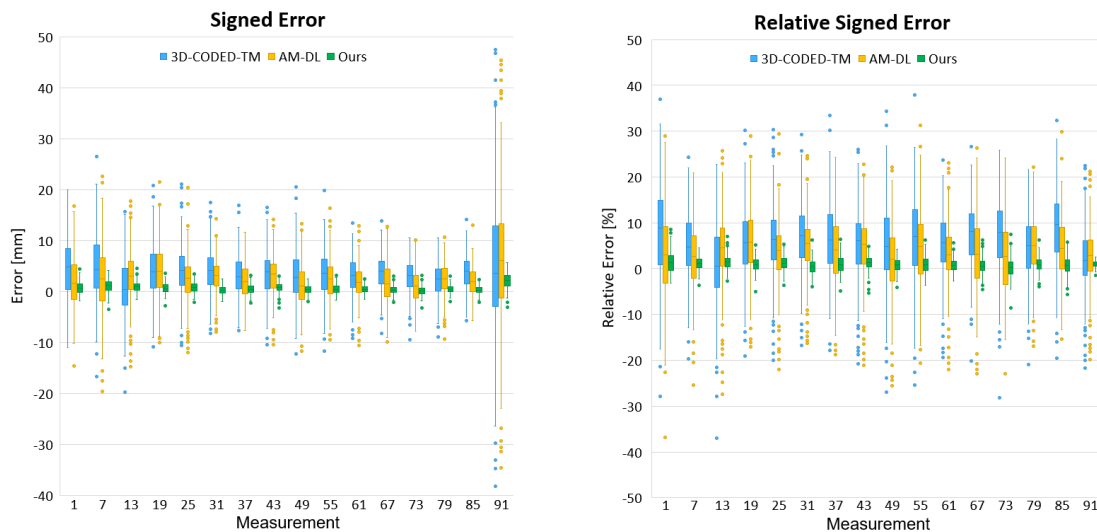 Signed Error
3D-CODED-TM AM-DL Ours
Error [mm]
50
40
30
20
10
0
-10
-20
-30
-40
1 7 13 19 25 31 37 43 49 55 61 67 73 79 85 91
Measurement
Relative Signed Error
3D-CODED-TM AM-DL Ours
Relative Error [%]
50
40
30
20
10
0
-10
-20
-30
-40
-50
1 7 13 19 25 31 37 43 49 55 61 67 73 79 85 91
Measurement